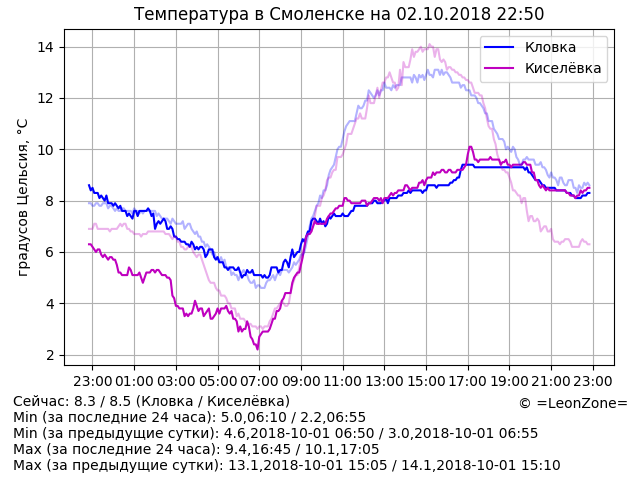 Температура в Смоленске на 02.10.2018 22:50
градусов Цельсия, °C
14
12
10
8
6
4
2
Кловка
Киселёвка
23:00 01:00 03:00 05:00 07:00 09:00 11:00 13:00 15:00 17:00 19:00 21:00 23:00
Сейчас: 8.3 / 8.5 (Кловка / Киселёвка)
© =LeonZone=
Min (за последние 24 часа): 5.0,06:10 / 2.2,06:55
Min (за предыдущие сутки): 4.6,2018-10-01 06:50 / 3.0,2018-10-01 06:55
Max (за последние 24 часа): 9.4,16:45 / 10.1,17:05
Max (за предыдущие сутки): 13.1,2018-10-01 15:05 / 14.1,2018-10-01 15:10